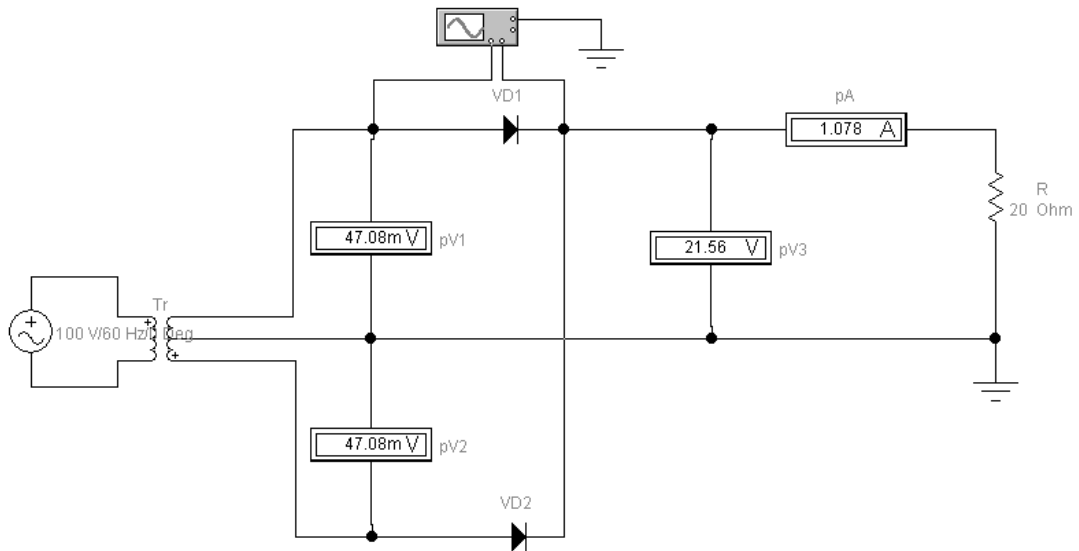 VD1
pA
1.078 A
R
20 Ohm
47.08m V pV1
21.56 V pV3
Tr
100 V/60 Hz/0 Deg
47.08m V pV2
VD2